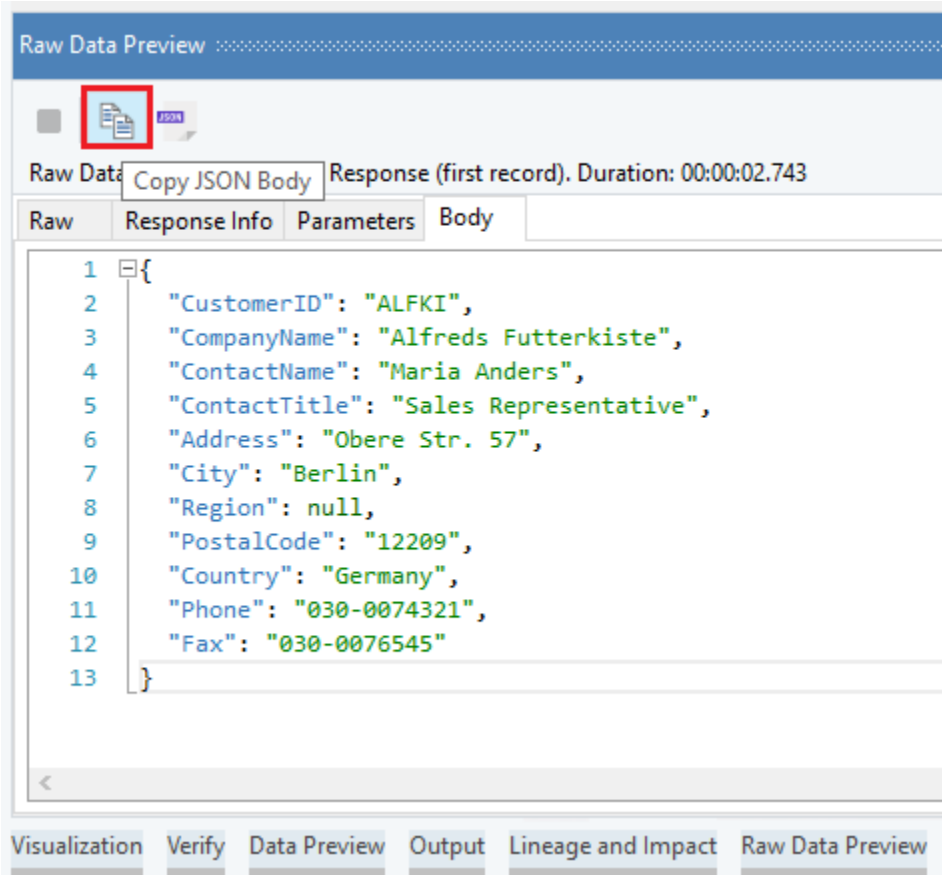 Raw Data Preview
JSON
Raw Data Response (first record). Duration: 00:00:02.743
Copy JSON Body
Raw Response Info Parameters Body
1 {
2 "CustomerID": "ALFKI",
3 "CompanyName": "Alfreds Futterkiste",
4 "ContactName": "Maria Anders",
5 "ContactTitle": "Sales Representative",
6 "Address": "Obere Str. 57",
7 "City": "Berlin",
8 "Region": null,
9 "PostalCode": "12209",
10 "Country": "Germany",
11 "Phone": "030-0074321",
12 "Fax": "030-0076545"
13 }
Visualization Verify Data Preview Output Lineage and Impact Raw Data Preview